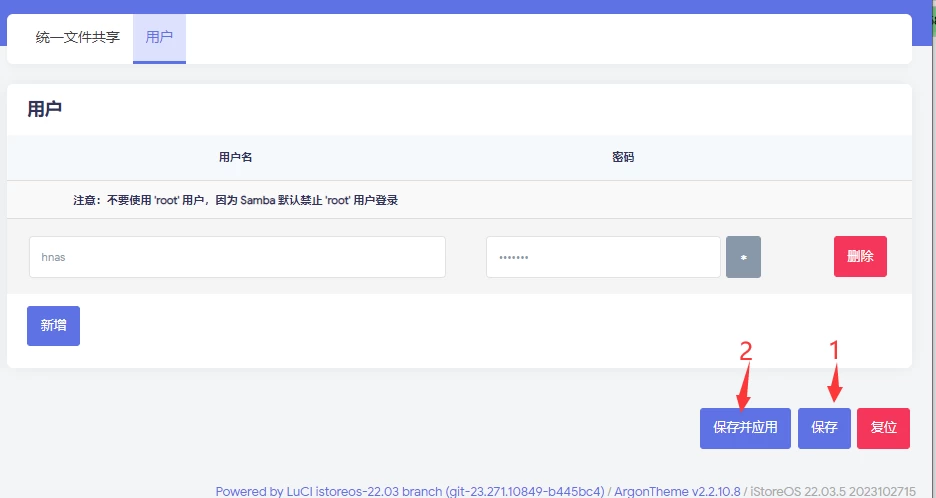 统一文件共享 用户
用户
用户名 密码
注意：不要使用 'root' 用户，因为 Samba 默认禁止 'root' 用户登录
hnas ······· * 删除
新增
2 1
保存并应用 保存 复位
Powered by LuCI istoreos-22.03 branch (git-23.271.10849-b445bc4) / ArgonTheme v2.2.10.8 / iStoreOS 22.03.5 2023102715